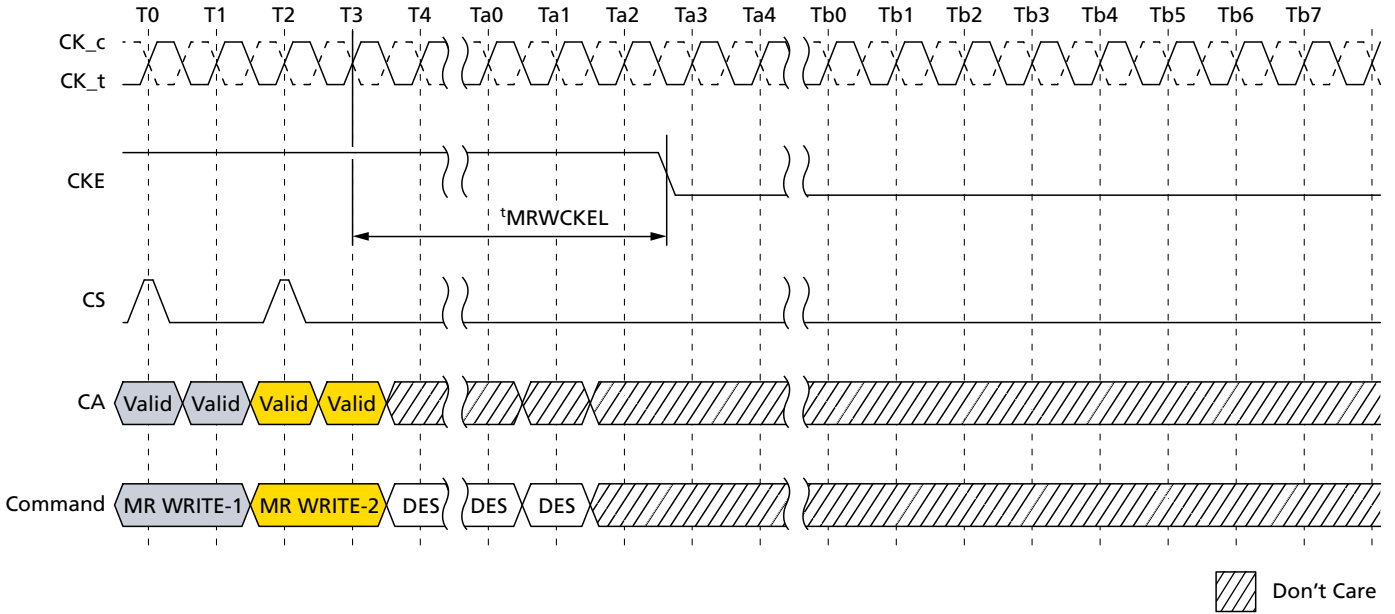 T0 T1 T2 T3 T4 Ta0 Ta1 Ta2 Ta3 Ta4 Tb0 Tb1 Tb2 Tb3 Tb4 Tb5 Tb6 Tb7
CK_c
CK_t
CKE
tMRWCKEL
CS
CA Valid Valid Valid Valid
Command MR WRITE-1 MR WRITE-2 DES DES DES
Don't Care